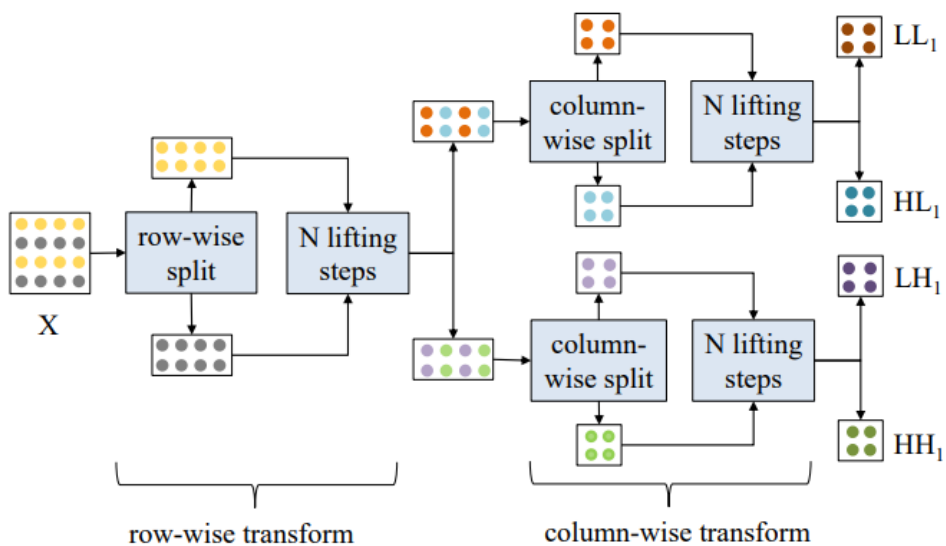 LL₁
column-
wise split
N lifting
steps
HL₁
row-wise
split
N lifting
steps
X
LH₁
column-
wise split
N lifting
steps
HH₁
row-wise transform
column-wise transform